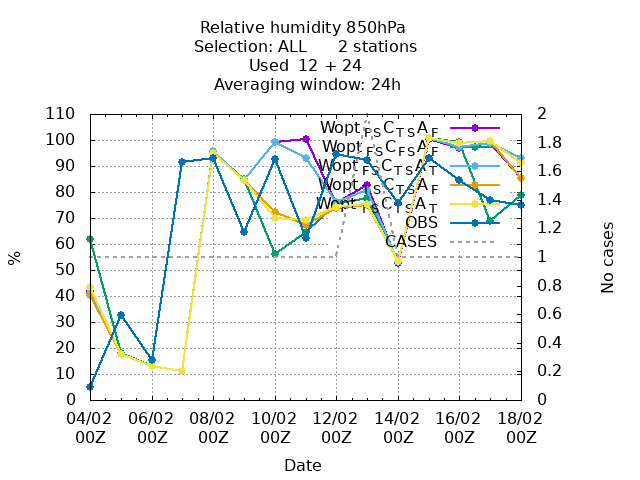 Relative humidity 850hPa
Selection: ALL 2 stations
Used 12 + 24
Averaging window: 24h
110
100
90
80
70
60
50
40
30
20
10
0
%
2
1.8
1.6
1.4
1.2
1
0.8
0.6
0.4
0.2
0
No cases
OBS
CASES
04/02 06/02 08/02 10/02 12/02 14/02 16/02 18/02
00Z 00Z 00Z 00Z 00Z 00Z 00Z 00Z
Date